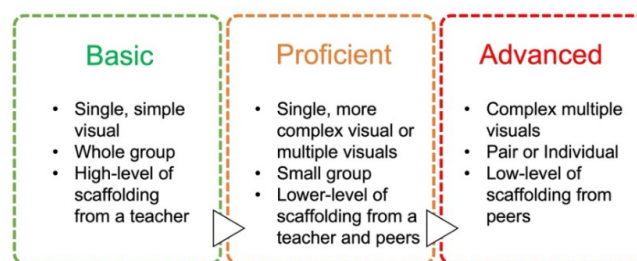 Basic
• Single, simple
visual
• Whole group
• High-level of
scaffolding
from a teacher
Proficient
• Single, more
complex visual or
multiple visuals
• Small group
• Lower-level of
scaffolding from a
teacher and peers
Advanced
• Complex multiple
visuals
• Pair or Individual
• Low-level of
scaffolding from
peers